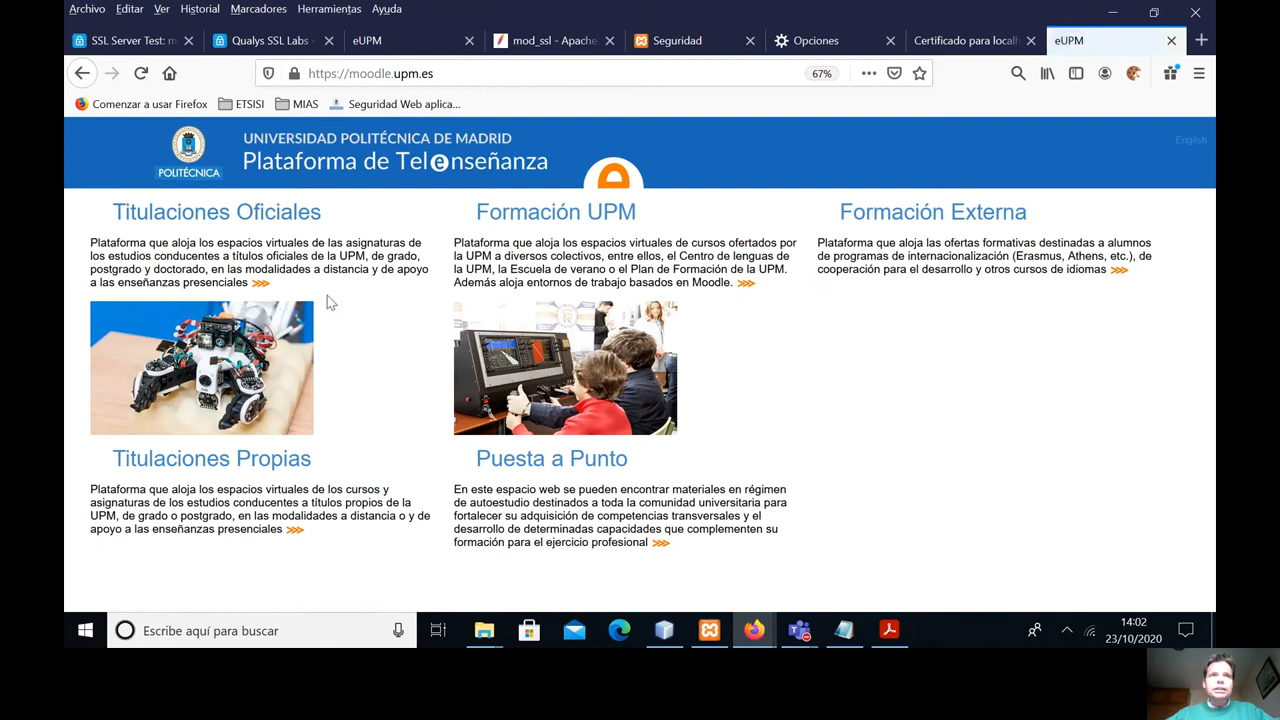 Archivo Editar Ver Historial Marcadores Herramientas Ayuda
SSL Server Test: m Qualys SSL Labs - eUPM mod_ssl - Apache Seguridad Opciones Certificado para localh eUPM
https://moodle.upm.es 67%
Comenzar a usar Firefox ETSISI MIAS Seguridad Web aplica...
UNIVERSIDAD POLITÉCNICA DE MADRID
English
Plataforma de Telenseñanza
POLITÉCNICA
e
Titulaciones Oficiales
Plataforma que aloja los espacios virtuales de las asignaturas de
los estudios conducentes a títulos oficiales de la UPM, de grado,
postgrado y doctorado, en las modalidades a distancia y de apoyo
a las enseñanzas presenciales >>>
Formación UPM
Plataforma que aloja los espacios virtuales de cursos ofertados por
la UPM a diversos colectivos, entre ellos, el Centro de lenguas de
la UPM, la Escuela de verano o el Plan de Formación de la UPM.
Además aloja entornos de trabajo basados en Moodle. >>>
Formación Externa
Plataforma que aloja las ofertas formativas destinadas a alumnos
de programas de internacionalización (Erasmus, Athens, etc.), de
cooperación para el desarrollo y otros cursos de idiomas >>>
Titulaciones Propias
Plataforma que aloja los espacios virtuales de los cursos y
asignaturas de los estudios conducentes a títulos propios de la
UPM, de grado o postgrado, en las modalidades a distancia o y de
apoyo a las enseñanzas presenciales >>>
Puesta a Punto
En este espacio web se pueden encontrar materiales en régimen
de autoestudio destinados a toda la comunidad universitaria para
fortalecer su adquisición de competencias transversales y el
desarrollo de determinadas capacidades que complementen su
formación para el ejercicio profesional >>>
Escribe aquí para buscar
14:02
23/10/2020